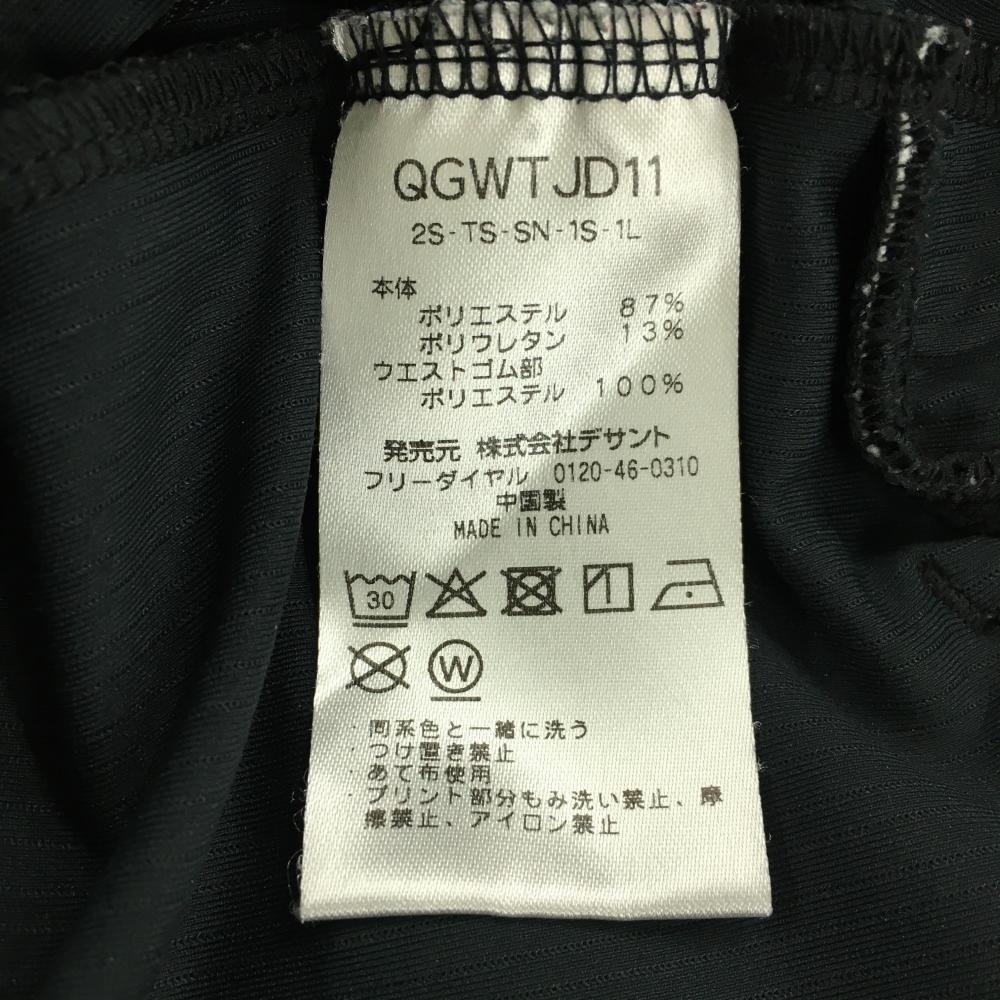 QGWTJD11
2S-TS-SN-1S-1L
本体
ポリエステル 87%
ポリウレタン 13%
ウエストゴム部
ポリエステル 100%
発売元 株式会社デサント
フリーダイヤル 0120-46-0310
中国製
MADE IN CHINA
30
W
・同系色と一緒に洗う
・つけ置き禁止
・あて布使用
・プリント部分もみ洗い禁止、摩
擦禁止、アイロン禁止